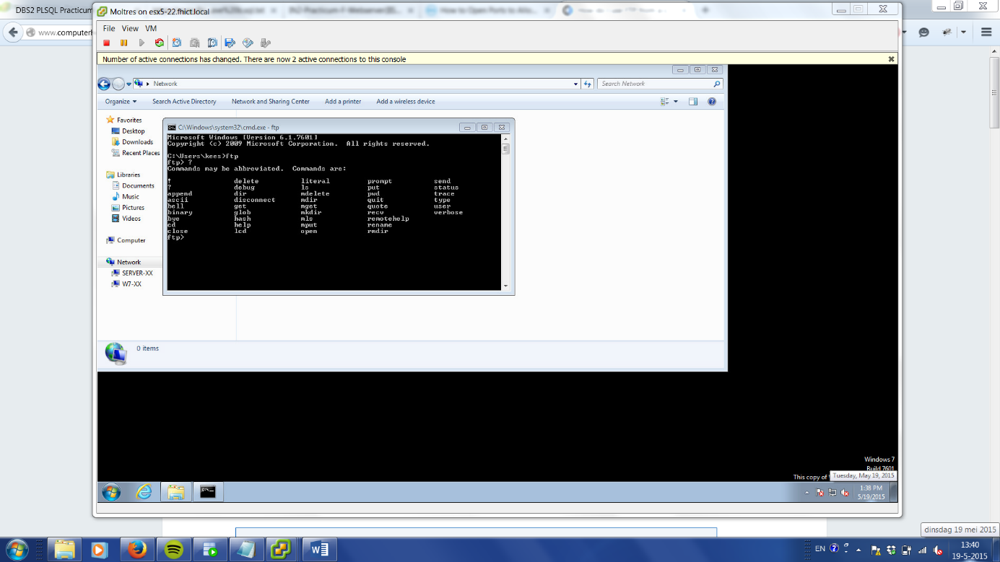 DBS2 PLSQL Practicum
Moltres on esx5-22.fhict.local
www.computerh
File View VM
Number of active connections has changed. There are now 2 active connections to this console
Network
Search Network
Organize
Search Active Directory
Network and Sharing Center
Add a printer
Add a wireless device
Favorites
Desktop
Downloads
Recent Places
Libraries
Documents
Music
Pictures
Videos
Computer
Network
SERVER-XX
W7-XX
C:\Windows\system32\cmd.exe - ftp
Microsoft Windows [Version 6.1.7601]
Copyright (c) 2009 Microsoft Corporation.  All rights reserved.
C:\Users\kees>ftp
ftp> ?
Commands may be abbreviated.  Commands are:
! delete literal prompt send
? debug ls put status
append dir mdelete pwd trace
ascii disconnect mdir quit type
bell get mget quote user
binary glob mkdir recv verbose
bye hash mls remotehelp
cd help mput rename
close lcd open rmdir
ftp>
0 items
Windows 7
Build 7601
This copy of
Tuesday, May 19, 2015
1:38 PM
5/19/2015
dinsdag 19 mei 2015
EN
13:40
19-5-2015